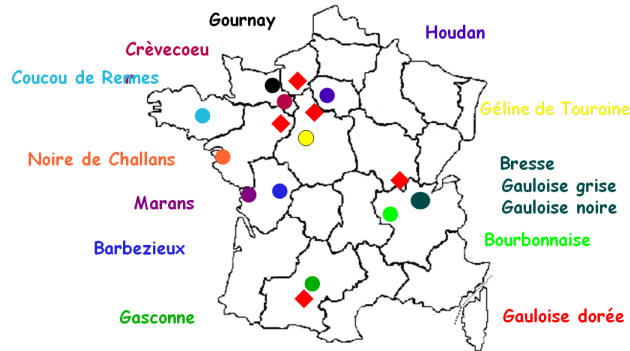 Gournay
Houdan
Crèvecoeu
Coucou de Rennes
Géline de Touraine
Noire de Challans
Bresse
Gauloise grise
Gauloise noire
Marans
Bourbonnaise
Barbezieux
Gasconne
Gauloise dorée